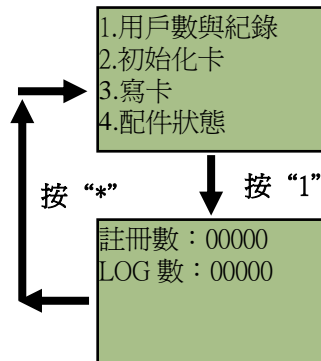 1.用戶數與紀錄
2.初始化卡
3.寫卡
4.配件狀態
按“*”
按“1”
註冊數：00000
LOG 數：00000